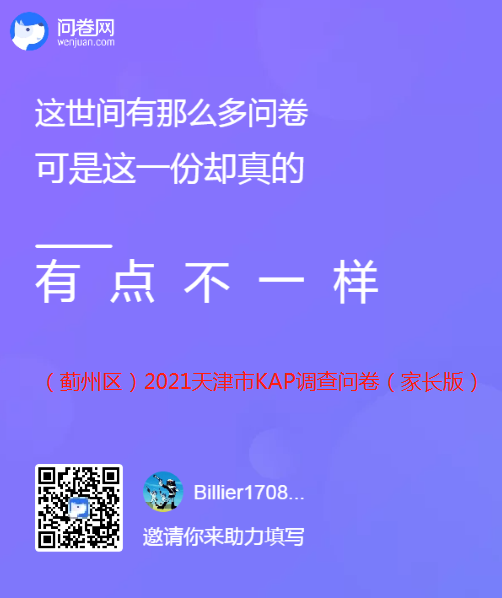 问卷网
wenjuan.com
这世间有那么多问卷
可是这一份却真的
有点不一样
（蓟州区）2021天津市KAP调查问卷（家长版）
Billier1708...
邀请你来助力填写